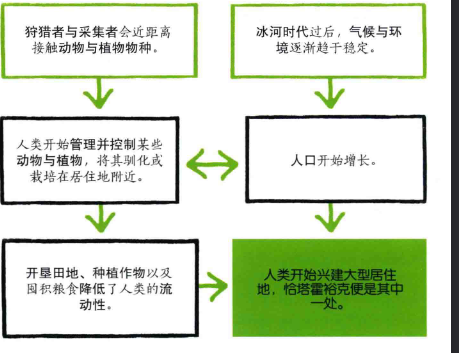 狩猎者与采集者会近距离
接触动物与植物物种。
冰河时代过后，气候与环
境逐渐趋于稳定。
人类开始管理并控制某些
动物与植物，将其驯化或
栽培在居住地附近。
人口开始增长。
开垦田地、种植作物以及
囤积粮食降低了人类的流
动性。
人类开始兴建大型居住
地，恰塔霍裕克便是其中
一处。